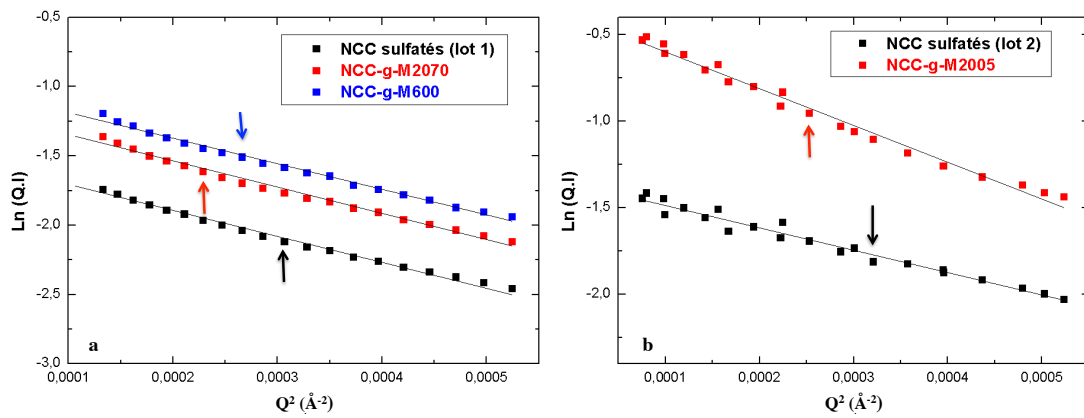 -0,5
-1,0
-1,5
-2,0
-2,5
-3,0
Ln (Q.I)
NCC sulfatés (lot 1)
NCC-g-M2070
NCC-g-M600
a
0,0001
0,0002
0,0003
0,0004
0,0005
Q² (Å⁻²)
-0,5
-1,0
-1,5
-2,0
Ln (Q.I)
NCC sulfatés (lot 2)
NCC-g-M2005
b
0,0001
0,0002
0,0003
0,0004
0,0005
Q² (Å⁻²)